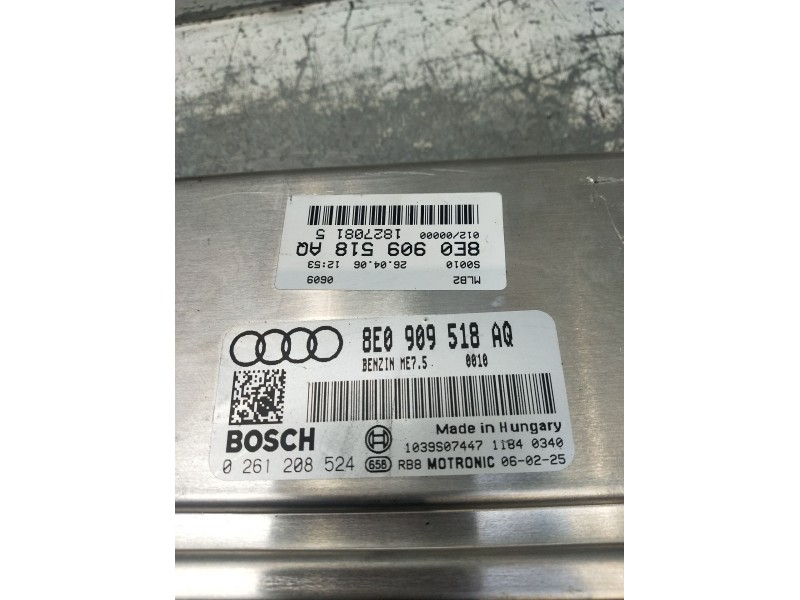 MLB2 0609
S0010 26.04.06 12:53
8E0 909 518 AQ
1827081 5
012/00000
8E0 909 518 AQ
BENZIN ME7.5 0010
BOSCH
Made in Hungary
1039S07447 1184 0340
0 261 208 524 658 RB8 MOTRONIC 06-02-25